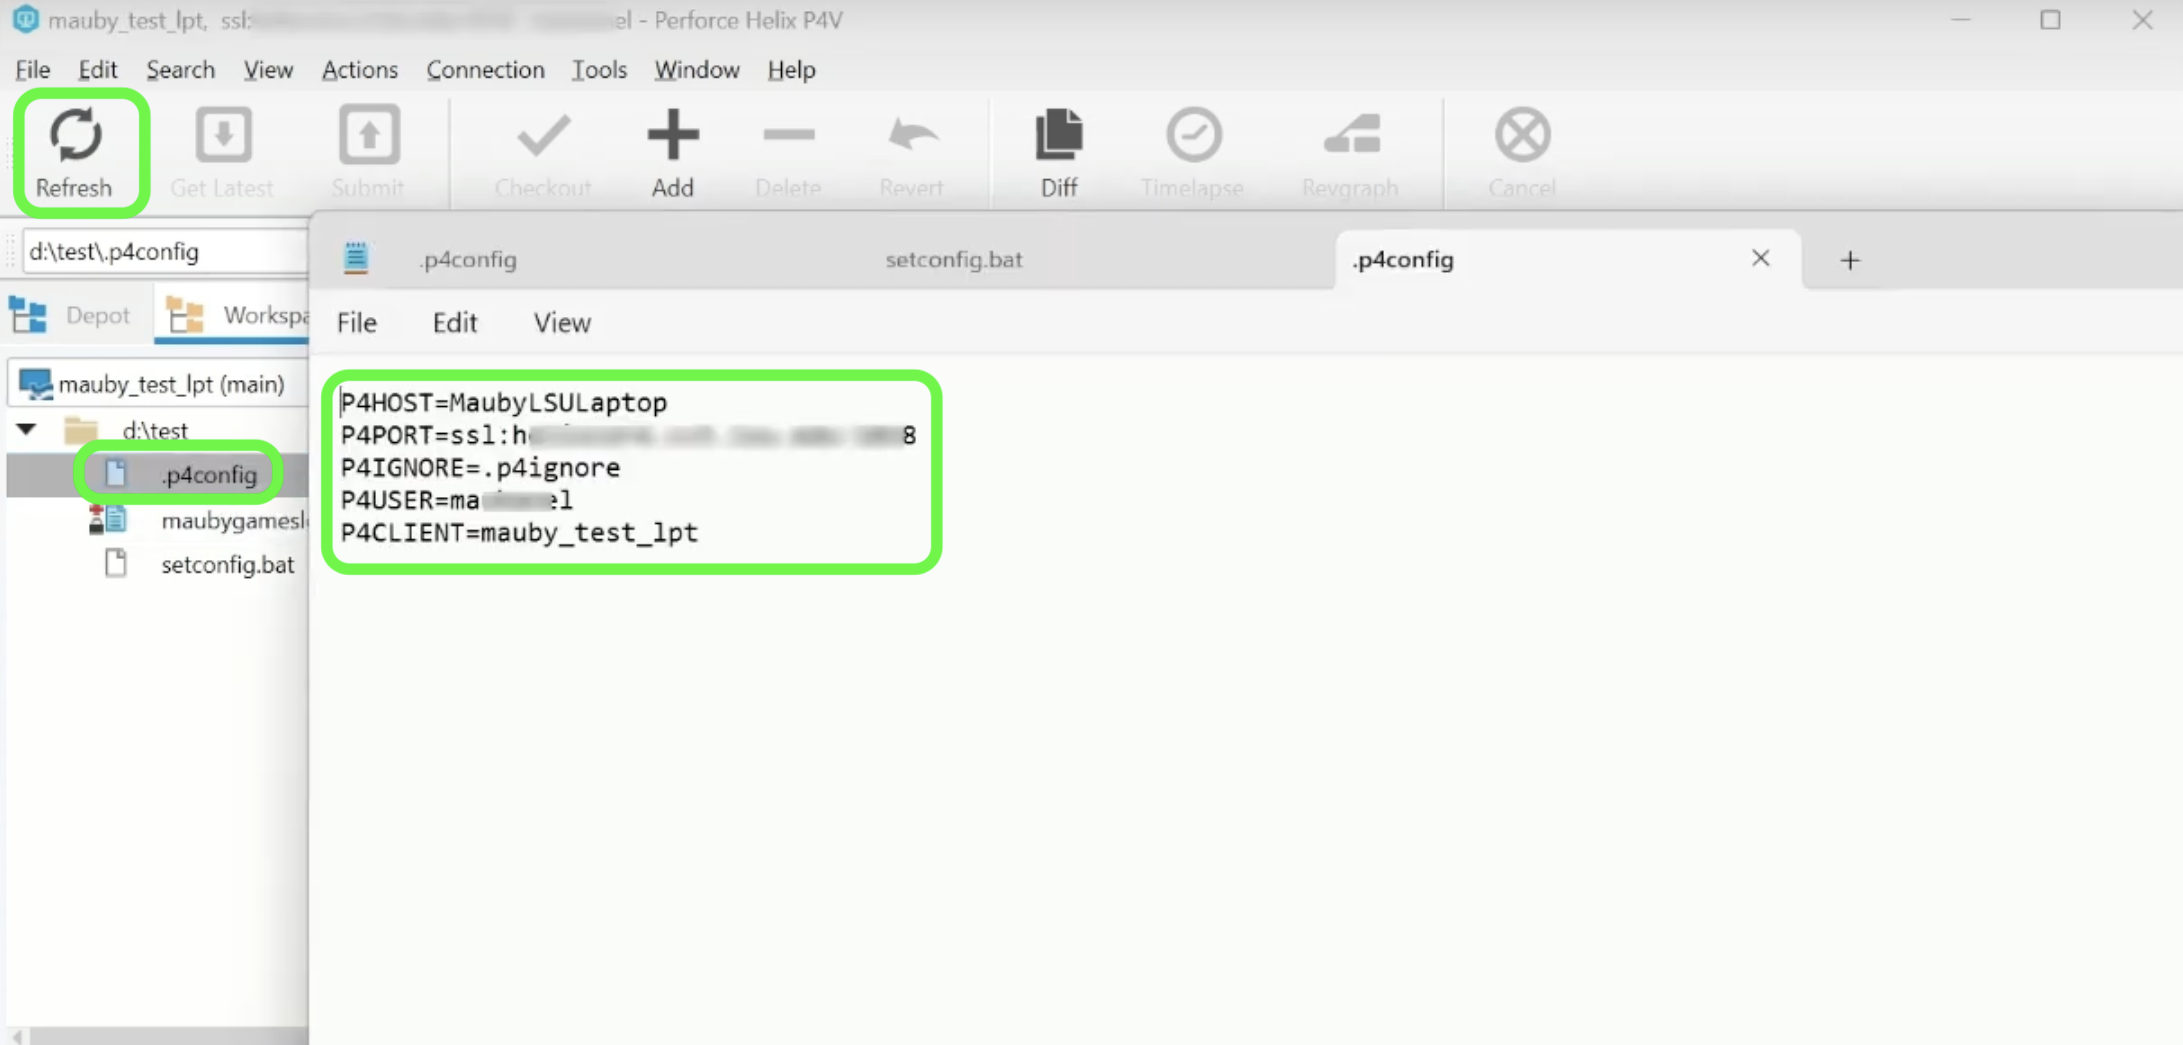 mauby_test_lpt, ssl: el - Perforce Helix P4V
File Edit Search View Actions Connection Tools Window Help
Refresh Get Latest Submit Checkout Add Delete Revert Diff Timelapse Revgraph Cancel
d:\test\.p4config
.p4config setconfig.bat .p4config
Depot Workspa
File Edit View
mauby_test_lpt (main)
d:\test
.p4config
maubygamesl
setconfig.bat
P4HOST=MaubyLSULaptop
P4PORT=ssl:h 8
P4IGNORE=.p4ignore
P4USER=ma el
P4CLIENT=mauby_test_lpt